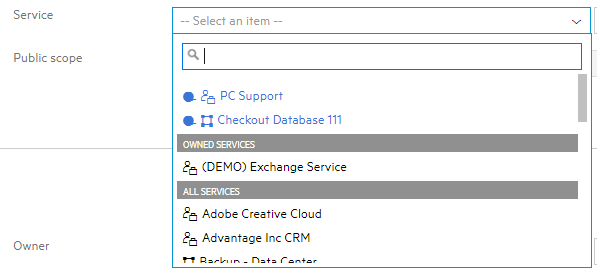 Service
-- Select an item --
Public scope
PC Support
Checkout Database 111
OWNED SERVICES
(DEMO) Exchange Service
ALL SERVICES
Adobe Creative Cloud
Advantage Inc CRM
Backup - Data Center
Owner